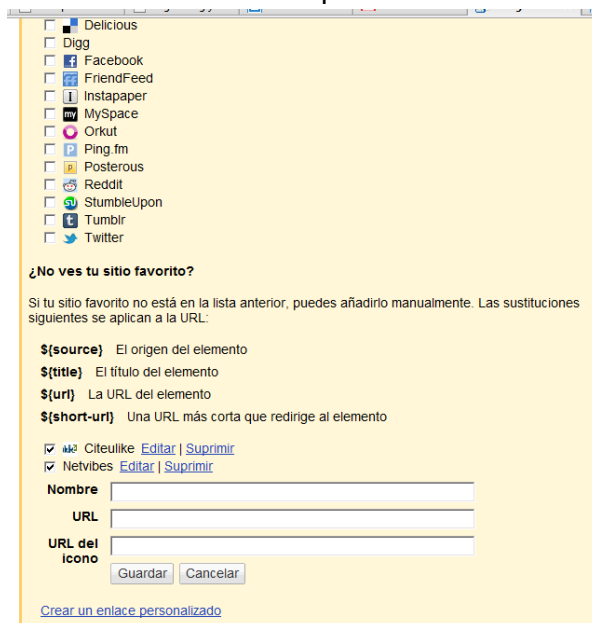 Delicious
Digg
Facebook
FriendFeed
Instapaper
MySpace
Orkut
Ping.fm
Posterous
Reddit
StumbleUpon
Tumblr
Twitter
¿No ves tu sitio favorito?
Si tu sitio favorito no está en la lista anterior, puedes añadirlo manualmente. Las sustituciones
siguientes se aplican a la URL:
${source} El origen del elemento
${title} El título del elemento
${url} La URL del elemento
${short-url} Una URL más corta que redirige al elemento
Citeulike Editar | Suprimir
Netvibes Editar | Suprimir
Nombre
URL
URL del
icono
Guardar Cancelar
Crear un enlace personalizado